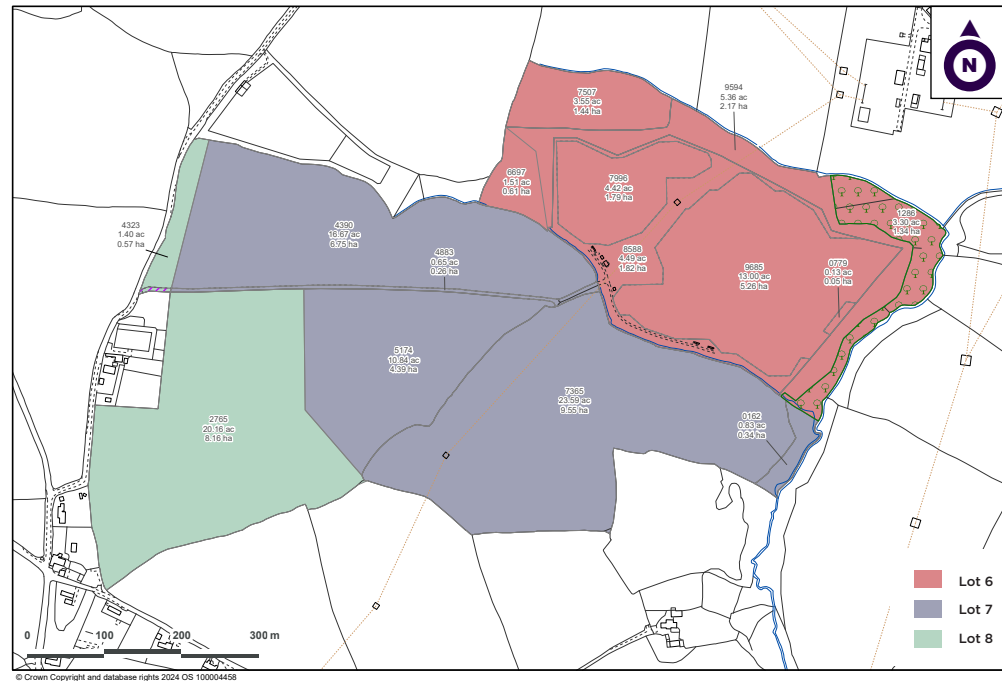 N
7507
3.55 ac
1.44 ha
9594
5.36 ac
2.17 ha
6697
1.51 ac
0.61 ha
7996
4.42 ac
1.79 ha
1286
3.30 ac
1.34 ha
4323
1.40 ac
0.57 ha
4390
16.67 ac
6.75 ha
4883
0.65 ac
0.26 ha
8588
4.49 ac
1.82 ha
9685
13.00 ac
5.26 ha
0779
0.13 ac
0.05 ha
5174
10.84 ac
4.39 ha
7365
23.59 ac
9.55 ha
2765
20.16 ac
8.16 ha
0162
0.83 ac
0.34 ha
Lot 6
Lot 7
Lot 8
0 100 200 300 m
© Crown Copyright and database rights 2024 OS 100004458